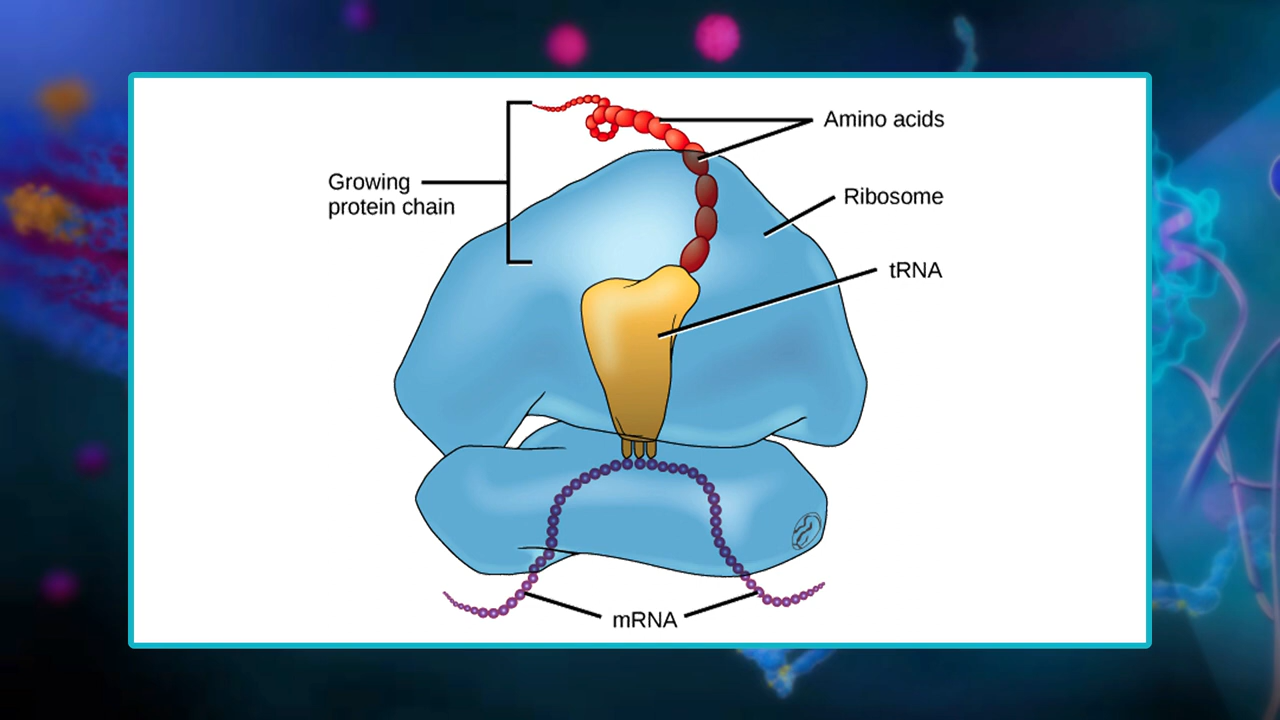 Amino acids
Growing
protein chain
Ribosome
tRNA
mRNA